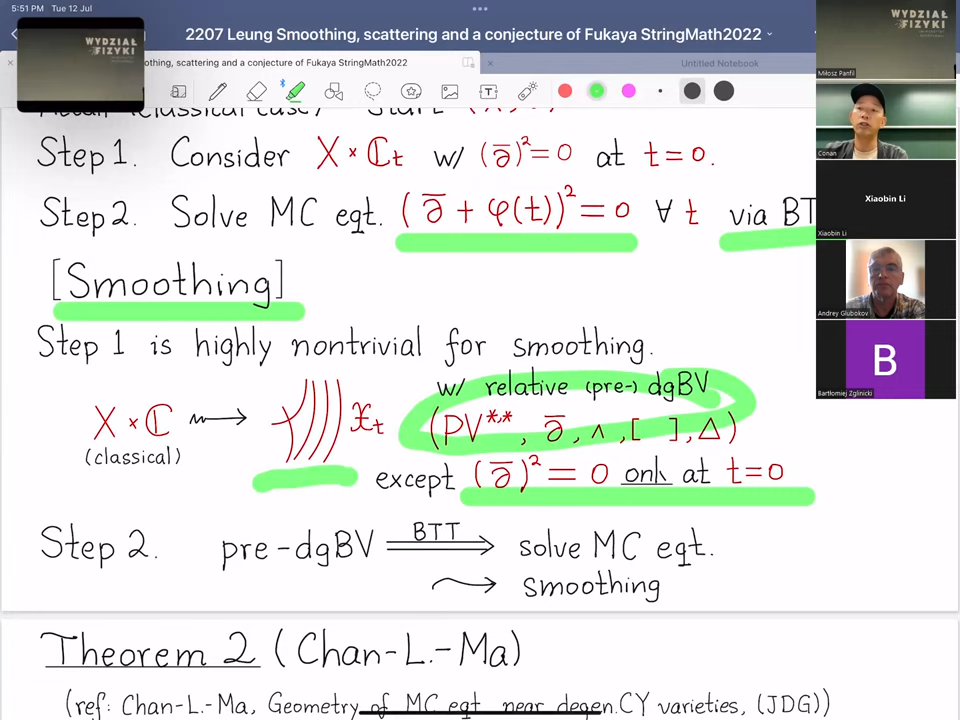 5:51 PM Tue 12 Jul
WYDZIAŁ
FIZYKI
2207 Leung Smoothing, scattering and a conjecture of Fukaya StringMath2022
othing, scattering and a conjecture of Fukaya StringMath2022
Untitled Notebook
(classical case) Start
Step 1. Consider X × ℂt w/ (∂̄)² = 0 at t = 0.
Step 2. Solve MC eqt. (∂̄ + φ(t))² = 0 ∀ t via BT
[Smoothing]
Step 1 is highly nontrivial for smoothing.
w/ relative (pre-) dgBV
X × ℂ ⇝ 𝒳t (PV*,*, ∂̄, ∧, [ ], Δ)
(classical)
except (∂̄)² = 0 only at t = 0
Step 2. pre-dgBV BTT ⟹ solve MC eqt.
⇝ smoothing
Theorem 2 (Chan-L.-Ma)
(ref: Chan-L.-Ma, Geometry of MC eqt near degen. CY varieties, (JDG))
WYDZIAŁ
FIZYKI
Miłosz Panfil
Conan
Xiaobin Li
Xiaobin Li
Andrey Glubokov
B
Bartłomiej Zglinicki